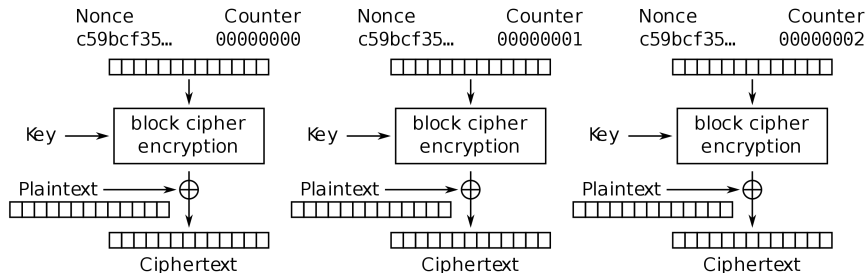 Nonce Counter Nonce Counter Nonce Counter
c59bcf35… 00000000 c59bcf35… 00000001 c59bcf35… 00000002
Key block cipher encryption Key block cipher encryption Key block cipher encryption
Plaintext Plaintext Plaintext
Ciphertext Ciphertext Ciphertext